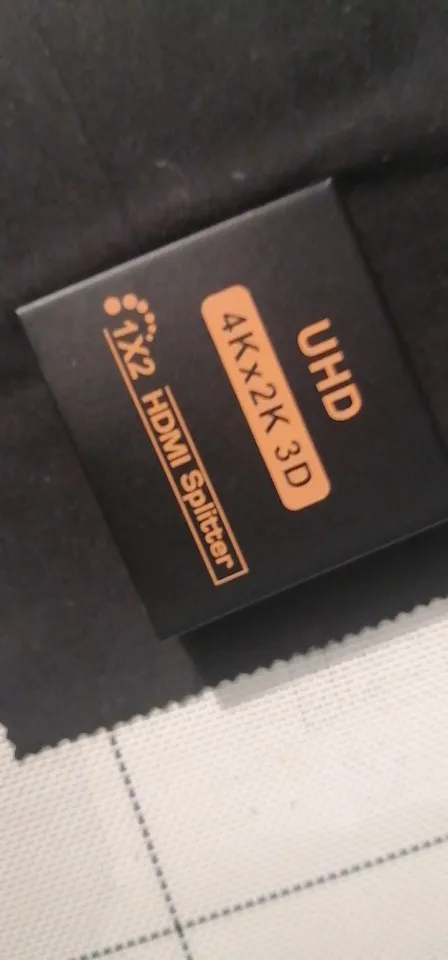 UHD
4Kx2K 3D
1X2 HDMI Splitter